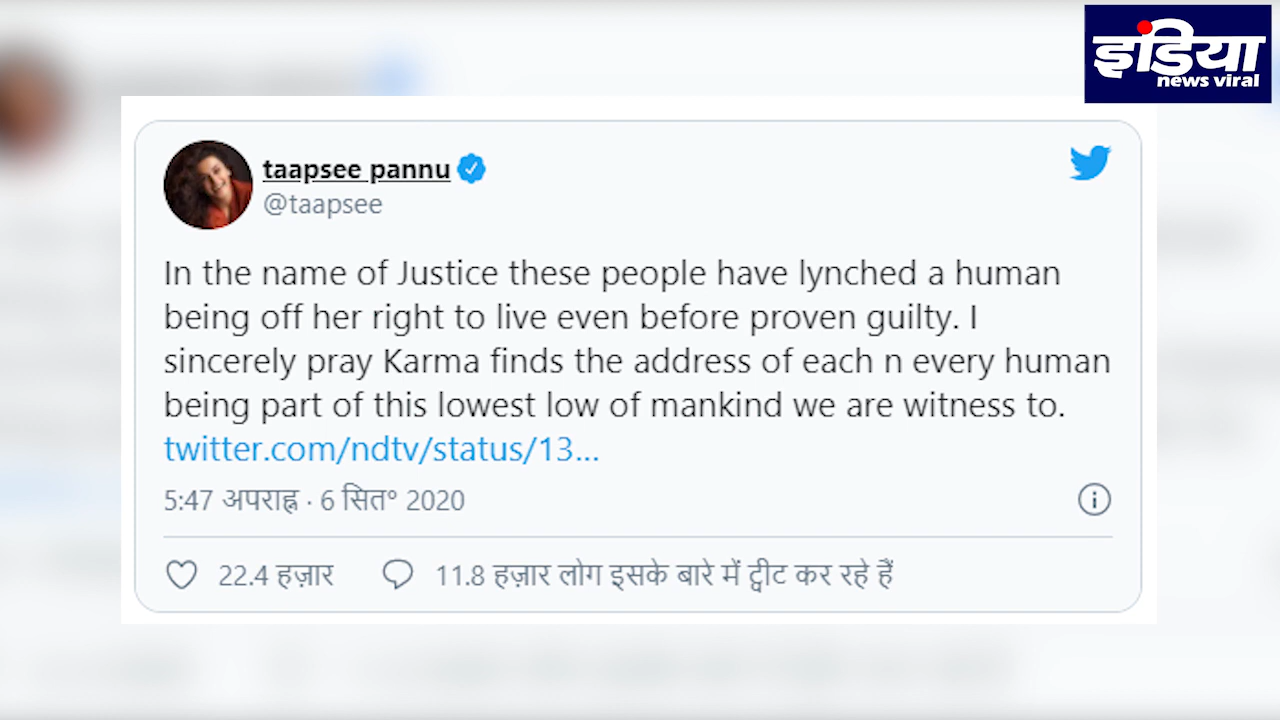 इंडिया
news viral
taapsee pannu
@taapsee
In the name of Justice these people have lynched a human
being off her right to live even before proven guilty. I
sincerely pray Karma finds the address of each n every human
being part of this lowest low of mankind we are witness to.
twitter.com/ndtv/status/13...
5:47 अपराह्न · 6 सित॰ 2020
22.4 हज़ार 11.8 हज़ार लोग इसके बारे में ट्वीट कर रहे हैं